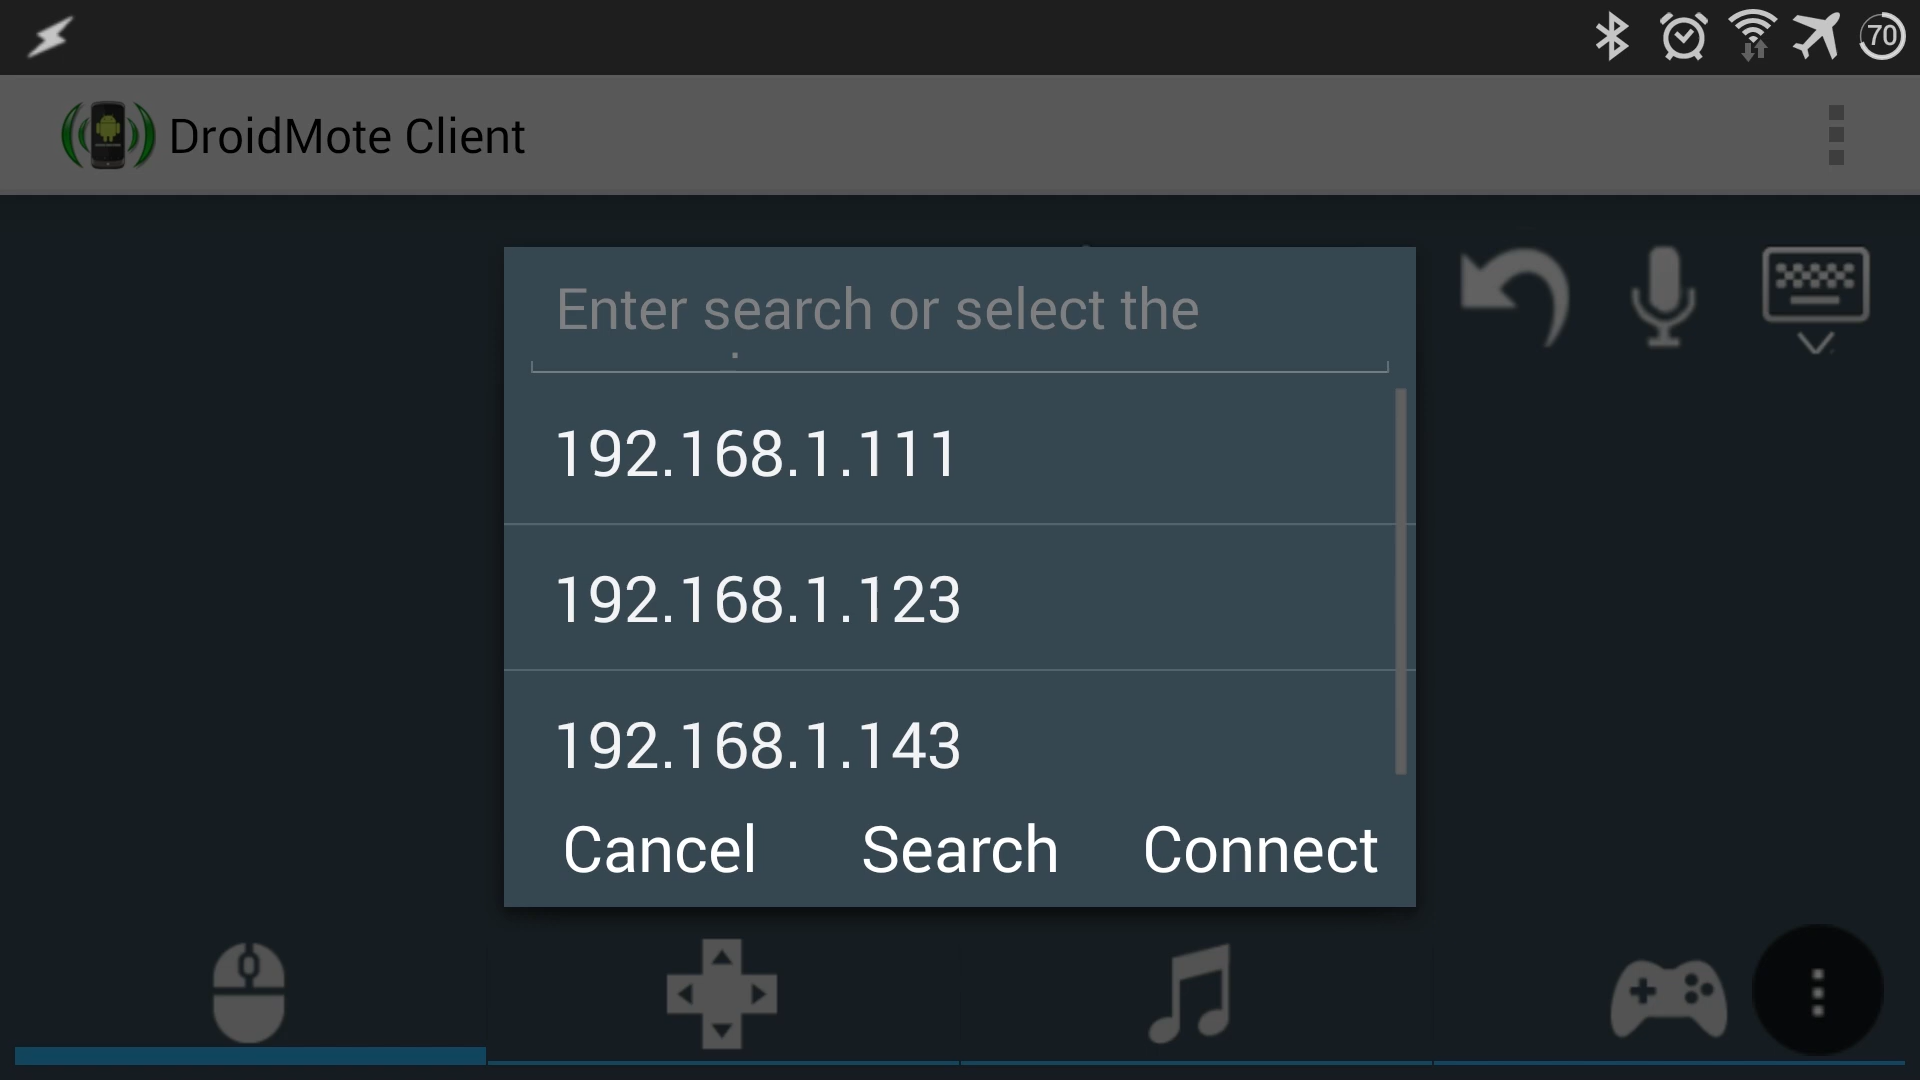 70
DroidMote Client
Enter search or select the
192.168.1.111
192.168.1.123
192.168.1.143
Cancel Search Connect